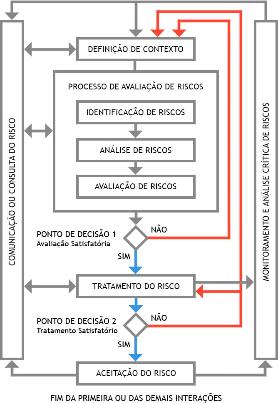 DEFINIÇÃO DE CONTEXTO
PROCESSO DE AVALIAÇÃO DE RISCOS
IDENTIFICAÇÃO DE RISCOS
ANÁLISE DE RISCOS
AVALIAÇÃO DE RISCOS
COMUNICAÇÃO OU CONSULTA DO RISCO
MONITORAMENTO E ANÁLISE CRÍTICA DE RISCOS
PONTO DE DECISÃO 1
Avaliação Satisfatória
NÃO
SIM
TRATAMENTO DO RISCO
PONTO DE DECISÃO 2
Tratamento Satisfatório
NÃO
SIM
ACEITAÇÃO DO RISCO
FIM DA PRIMEIRA OU DAS DEMAIS INTERAÇÕES